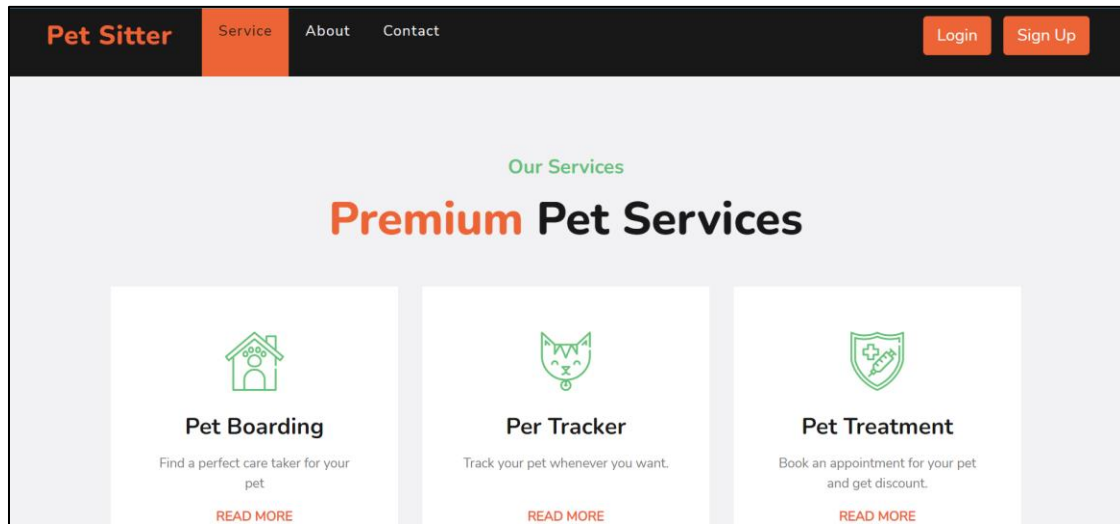 Pet Sitter Service About Contact Login Sign Up
Our Services
Premium Pet Services
Pet Boarding
Find a perfect care taker for your
pet
READ MORE
Per Tracker
Track your pet whenever you want.
READ MORE
Pet Treatment
Book an appointment for your pet
and get discount.
READ MORE